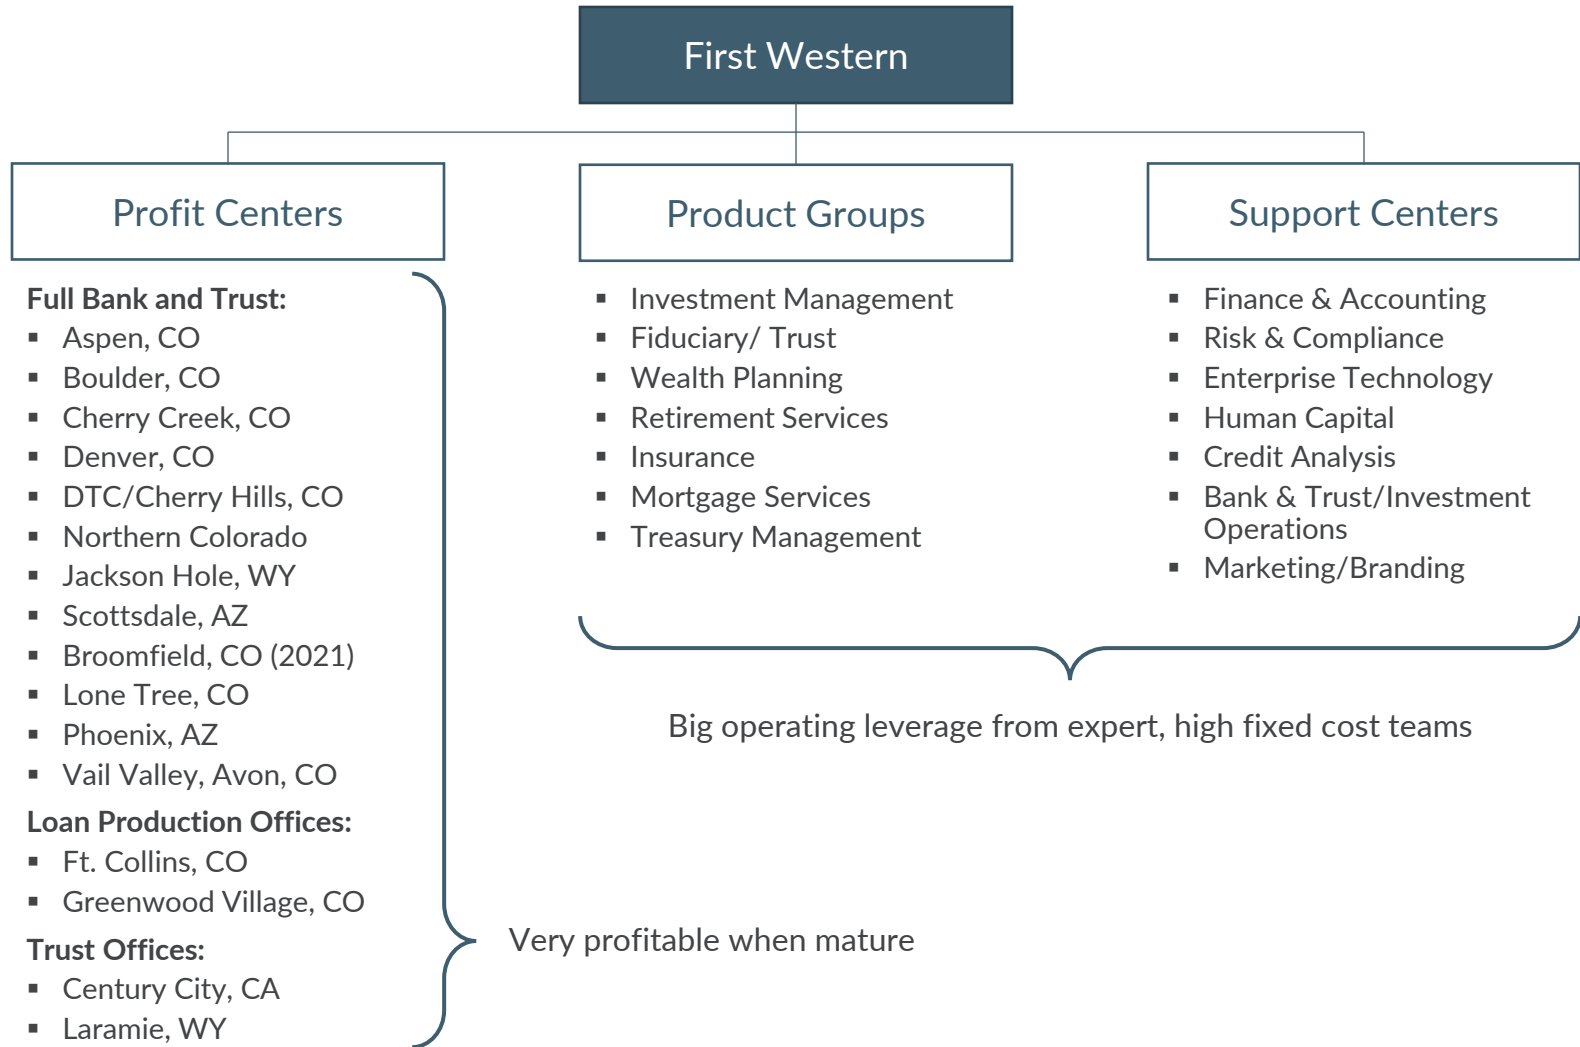 First Western
Profit Centers
Full Bank and Trust:
▪ Aspen, CO
▪ Boulder, CO
▪ Cherry Creek, CO
▪ Denver, CO
▪ DTC/Cherry Hills, CO
▪ Northern Colorado
▪ Jackson Hole, WY
▪ Scottsdale, AZ
▪ Broomfield, CO (2021)
▪ Lone Tree, CO
▪ Phoenix, AZ
▪ Vail Valley, Avon, CO
Loan Production Offices:
▪ Ft. Collins, CO
▪ Greenwood Village, CO
Trust Offices:
▪ Century City, CA
▪ Laramie, WY
Very profitable when mature
Product Groups
▪ Investment Management
▪ Fiduciary/ Trust
▪ Wealth Planning
▪ Retirement Services
▪ Insurance
▪ Mortgage Services
▪ Treasury Management
Support Centers
▪ Finance & Accounting
▪ Risk & Compliance
▪ Enterprise Technology
▪ Human Capital
▪ Credit Analysis
▪ Bank & Trust/Investment
Operations
▪ Marketing/Branding
Big operating leverage from expert, high fixed cost teams